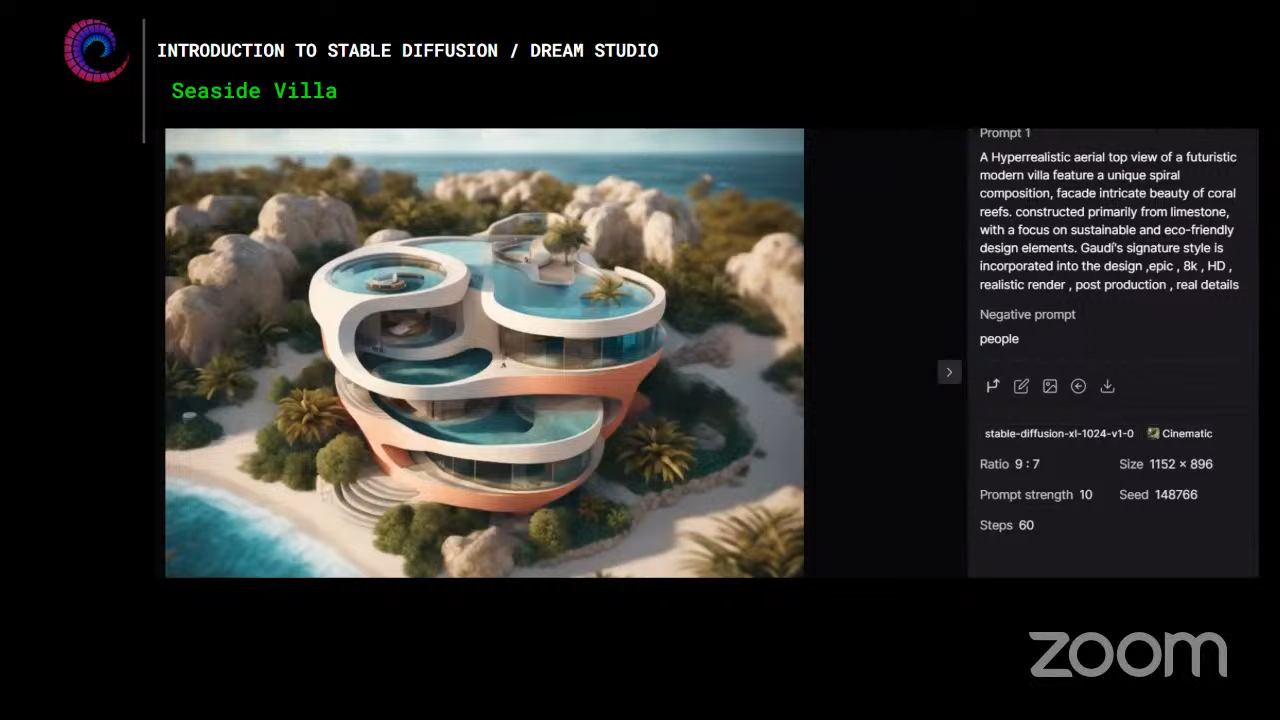 INTRODUCTION TO STABLE DIFFUSION / DREAM STUDIO
Seaside Villa
Prompt 1
A Hyperrealistic aerial top view of a futuristic
modern villa feature a unique spiral
composition, facade intricate beauty of coral
reefs. constructed primarily from limestone,
with a focus on sustainable and eco-friendly
design elements. Gaudi's signature style is
incorporated into the design ,epic , 8k , HD ,
realistic render , post production , real details
Negative prompt
people
stable-diffusion-xl-1024-v1-0 Cinematic
Ratio 9 : 7 Size 1152 × 896
Prompt strength 10 Seed 148766
Steps 60
zoom